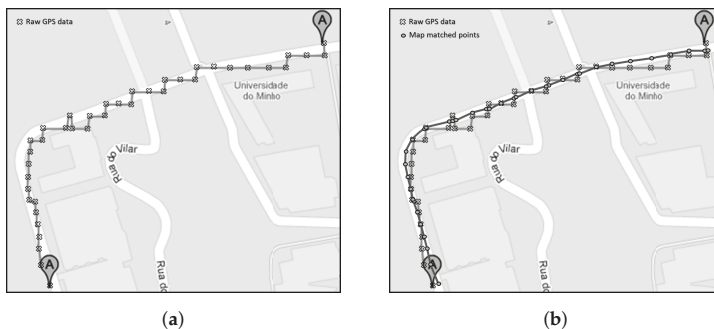 Raw GPS data
A
Universidade
do Minho
Vilar
Rua do
Rua do
A
(a)
Raw GPS data
Map matched points
A
Universidade
do Minho
Vilar
Rua do
Rua do
A
(b)